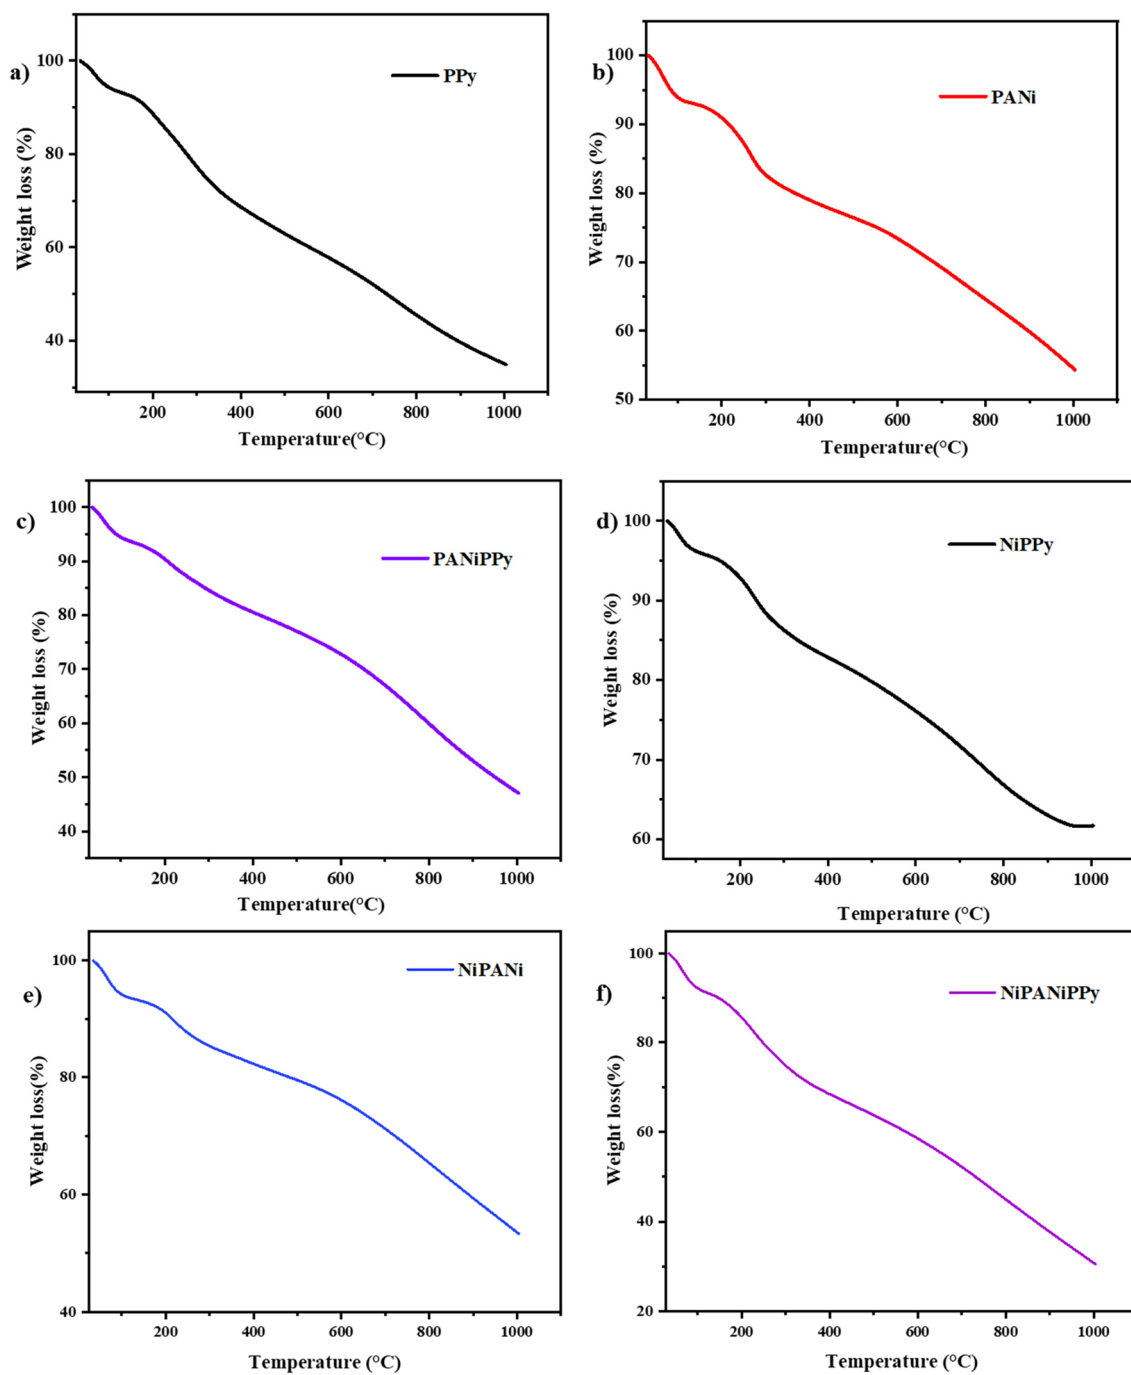 a)
PPy
100
80
60
40
Weight loss (%)
200 400 600 800 1000
Temperature(°C)
b)
PANi
100
90
80
70
60
50
Weight loss (%)
200 400 600 800 1000
Temperature(°C)
c)
PANiPPy
100
90
80
70
60
50
40
Weight loss (%)
200 400 600 800 1000
Temperature(°C)
d)
NiPPy
100
90
80
70
60
Weight loss (%)
200 400 600 800 1000
Temperature (°C)
e)
NiPANi
100
80
60
40
Weight loss(%)
200 400 600 800 1000
Temperature (°C)
f)
NiPANiPPy
100
80
60
40
20
Weight loss(%)
200 400 600 800 1000
Temperature (°C)